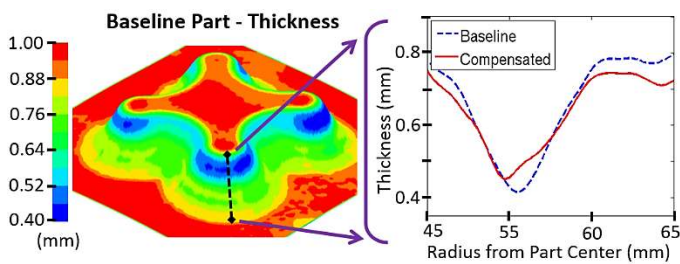 Baseline Part - Thickness
1.00
0.88
0.76
0.64
0.52
0.40
(mm)
Baseline
Compensated
Thickness (mm)
0.8
0.6
0.4
45
55
60
65
Radius from Part Center (mm)